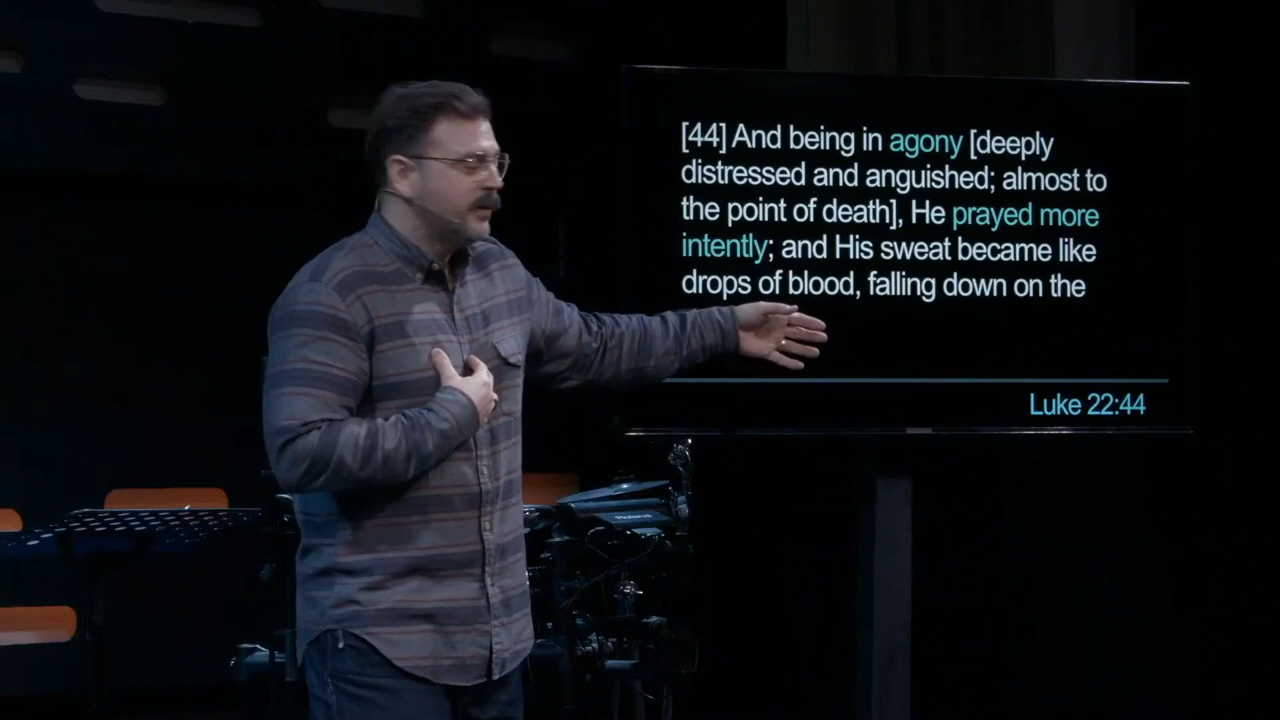 [44] And being in agony [deeply
distressed and anguished; almost to
the point of death], He prayed more
intently; and His sweat became like
drops of blood, falling down on the
Luke 22:44
Roland